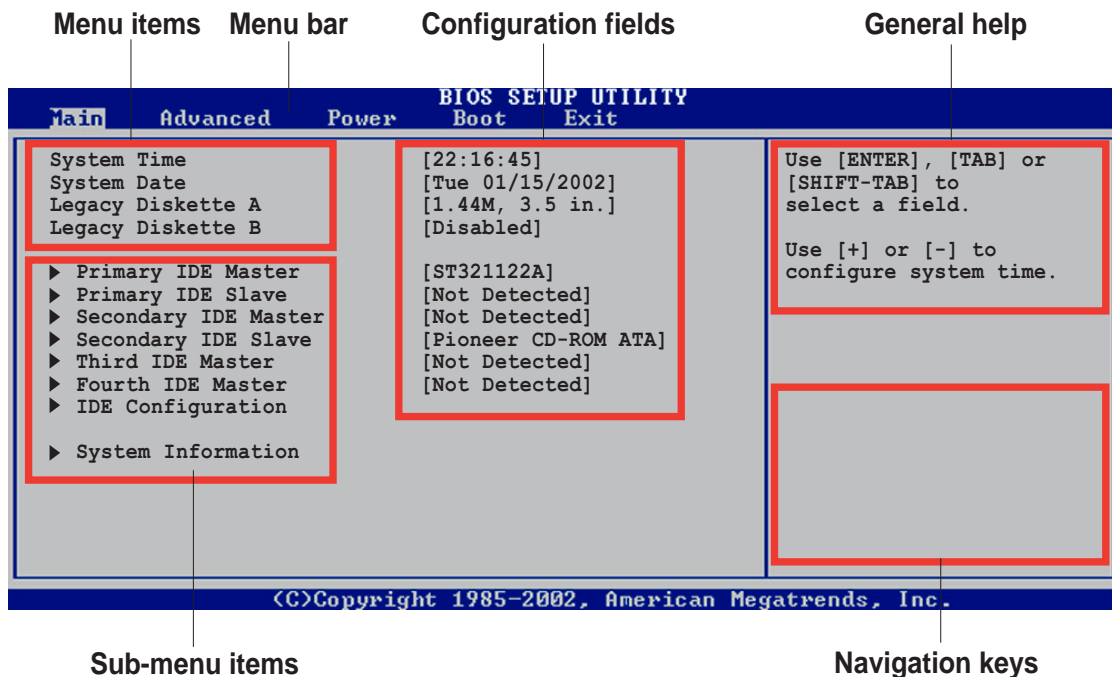 Menu items Menu bar Configuration fields General help
BIOS SETUP UTILITY
Main Advanced Power Boot Exit
System Time [22:16:45]
System Date [Tue 01/15/2002]
Legacy Diskette A [1.44M, 3.5 in.]
Legacy Diskette B [Disabled]
Primary IDE Master [ST321122A]
Primary IDE Slave [Not Detected]
Secondary IDE Master [Not Detected]
Secondary IDE Slave [Pioneer CD-ROM ATA]
Third IDE Master [Not Detected]
Fourth IDE Master [Not Detected]
IDE Configuration
System Information
Use [ENTER], [TAB] or
[SHIFT-TAB] to
select a field.
Use [+] or [-] to
configure system time.
(C)Copyright 1985-2002, American Megatrends, Inc.
Sub-menu items Navigation keys